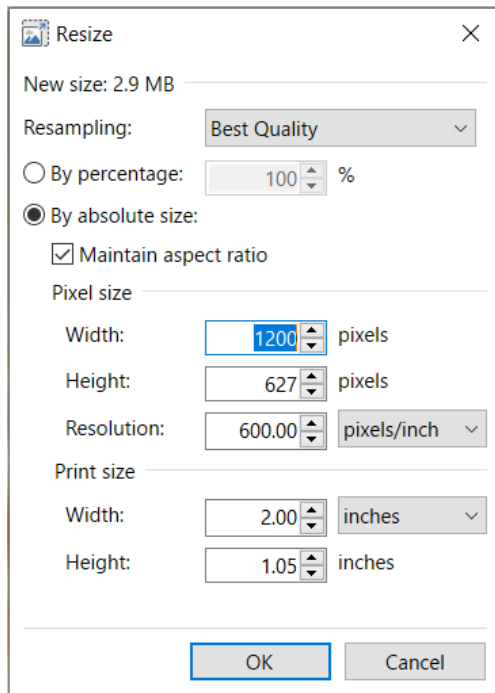 Resize
New size: 2.9 MB
Resampling: Best Quality
By percentage: 100 %
By absolute size:
Maintain aspect ratio
Pixel size
Width: 1200 pixels
Height: 627 pixels
Resolution: 600.00 pixels/inch
Print size
Width: 2.00 inches
Height: 1.05 inches
OK Cancel